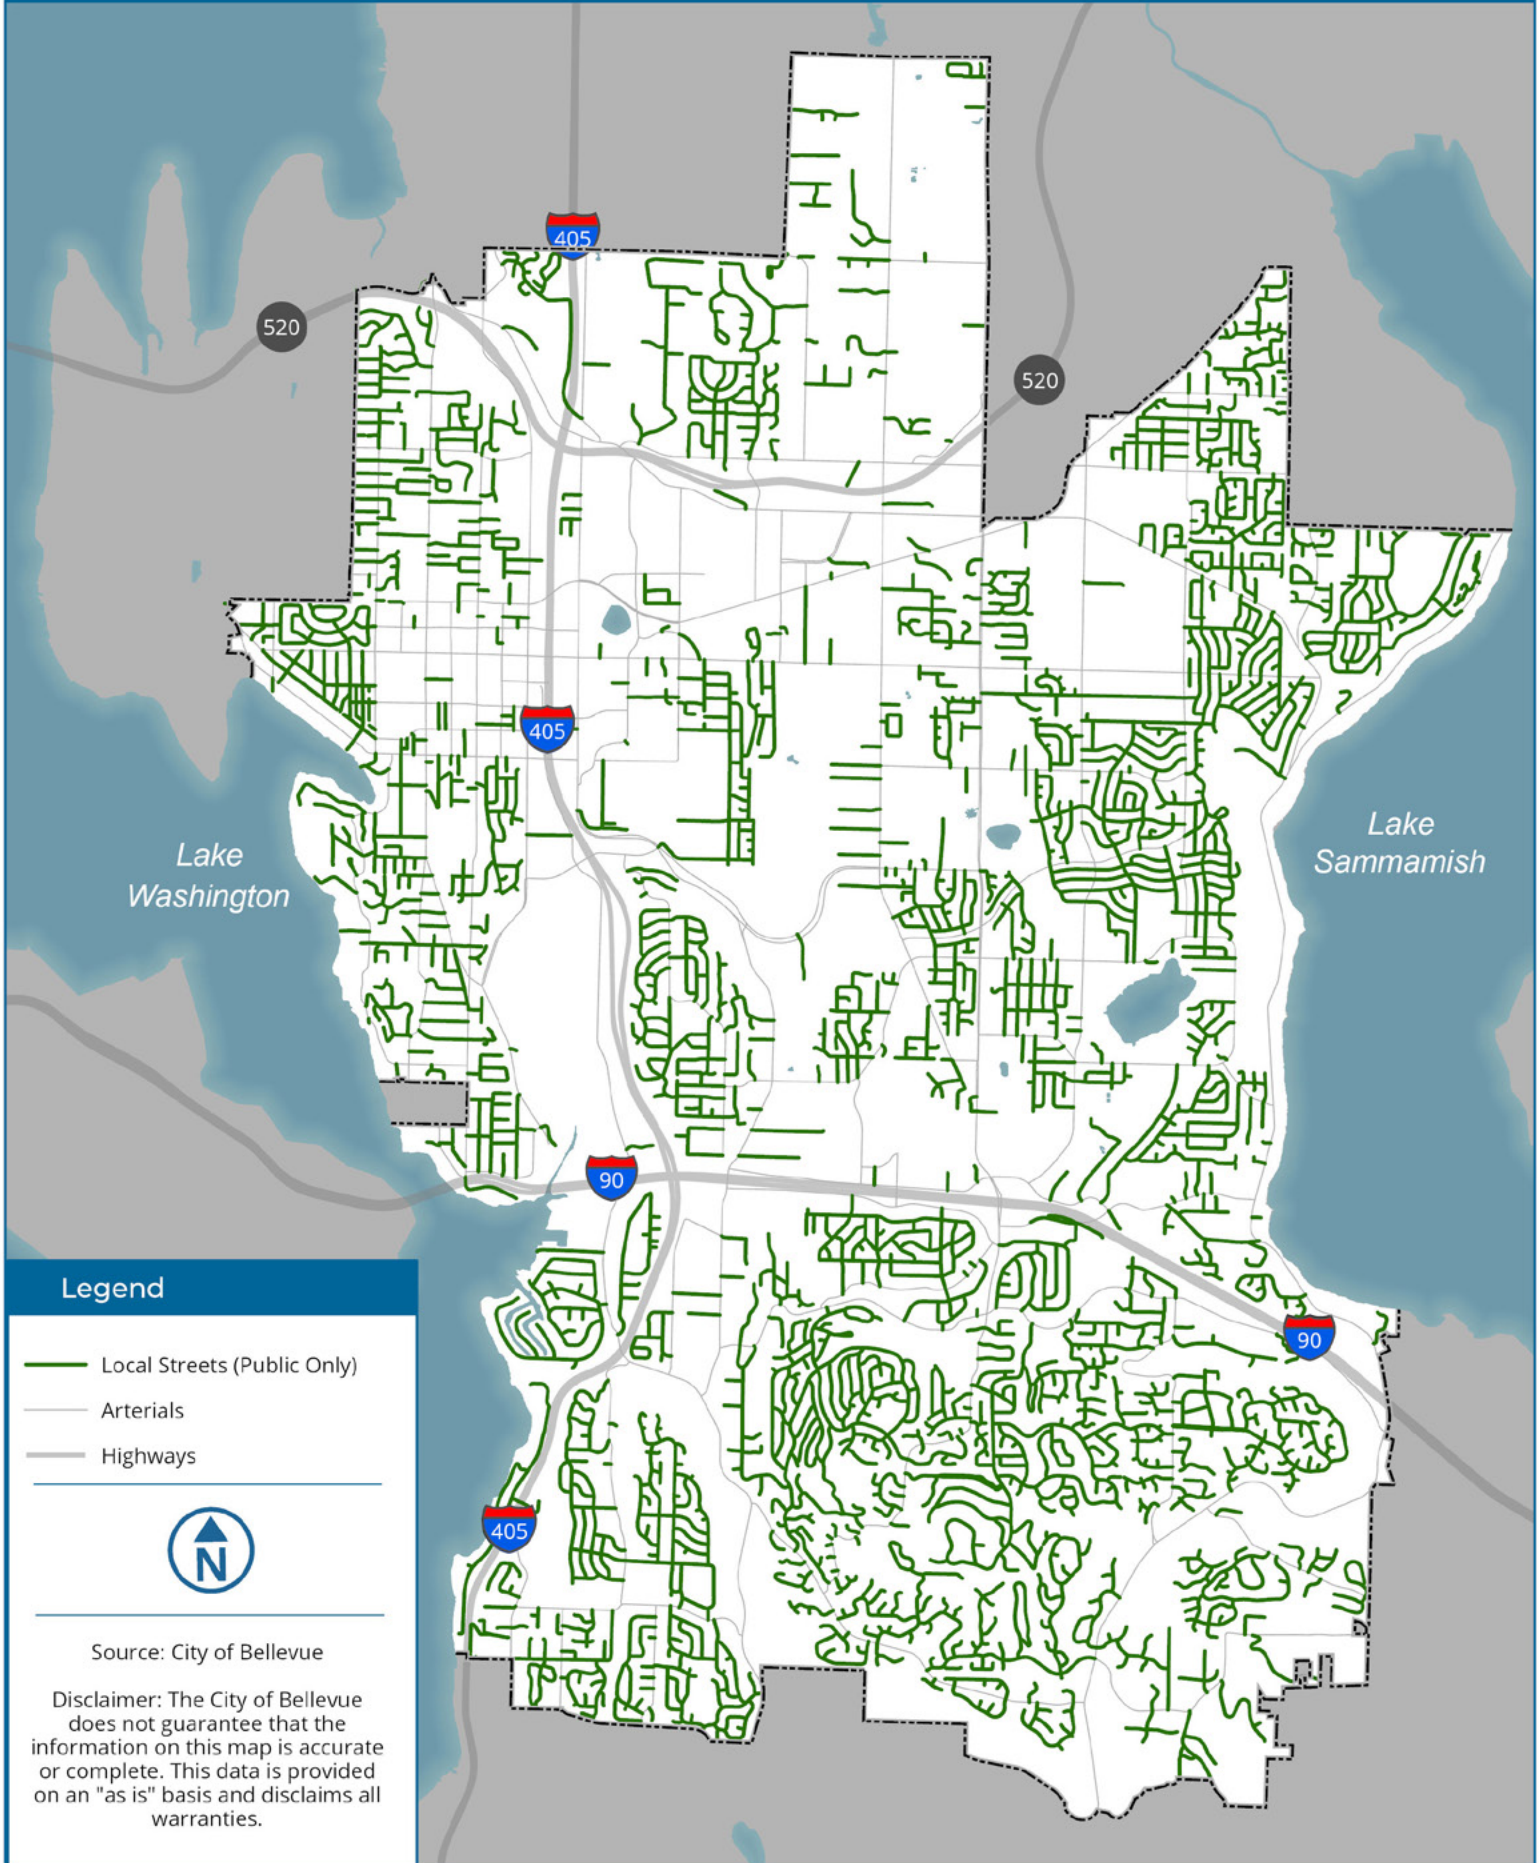 405
520
520
405
Lake
Washington
Lake
Sammamish
90
90
405
Legend
Local Streets (Public Only)
Arterials
Highways
N
Source: City of Bellevue
Disclaimer: The City of Bellevue
does not guarantee that the
information on this map is accurate
or complete. This data is provided
on an "as is" basis and disclaims all
warranties.